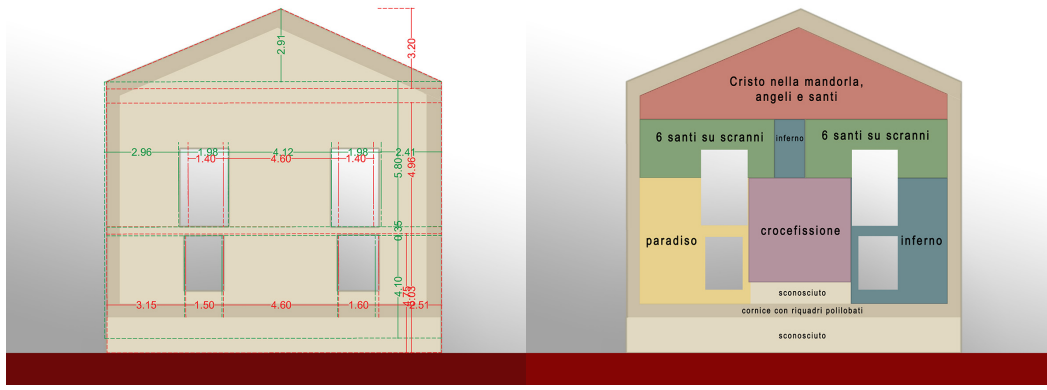 2.91
3.20
2.96
1.98
4.12
1.98
2.41
1.40
4.60
1.40
5.80
4.96
0.35
4.10
4.75
3.15
1.50
4.60
1.60
2.51
Cristo nella mandorla,
angeli e santi
6 santi su scranni
inferno
6 santi su scranni
paradiso
crocefissione
inferno
sconosciuto
cornice con riquadri polilobati
sconosciuto